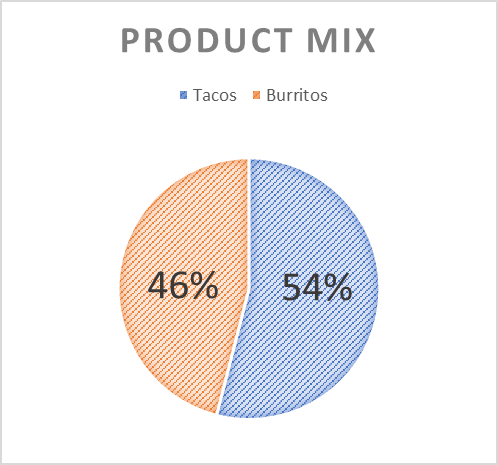 PRODUCT MIX
Tacos Burritos
46% 54%